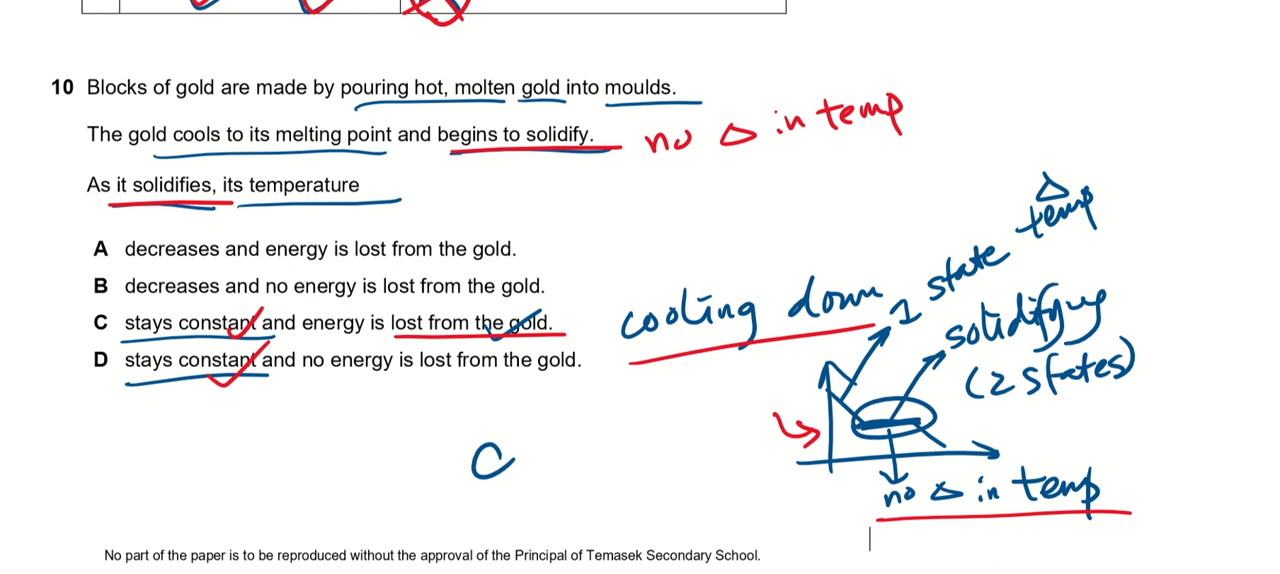 10 Blocks of gold are made by pouring hot, molten gold into moulds.
The gold cools to its melting point and begins to solidify.
no Δ in temp
As it solidifies, its temperature
Δ
temp
A decreases and energy is lost from the gold.
B decreases and no energy is lost from the gold.
C stays constant and energy is lost from the gold.
D stays constant and no energy is lost from the gold.
cooling down
1 state
solidifying
(2 states)
C
no Δ in temp
No part of the paper is to be reproduced without the approval of the Principal of Temasek Secondary School.